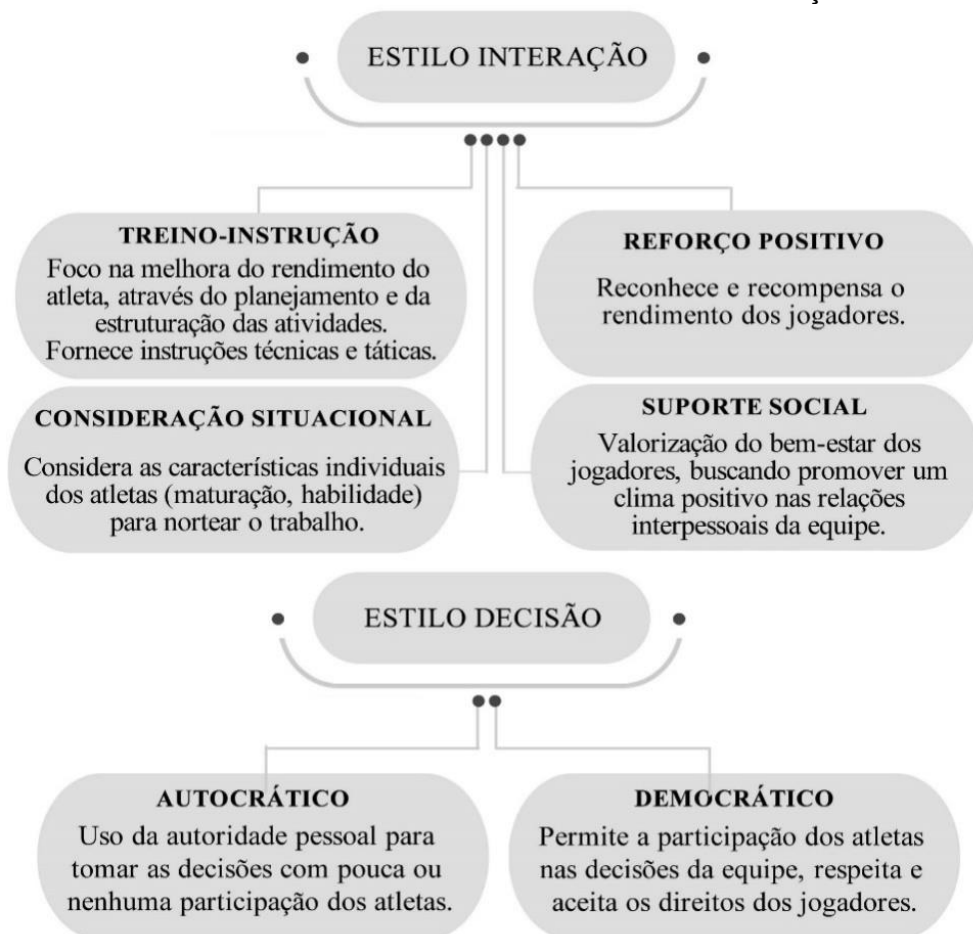 ESTILO INTERAÇÃO
TREINO-INSTRUÇÃO
Foco na melhora do rendimento do
atleta, através do planejamento e da
estruturação das atividades.
Fornece instruções técnicas e táticas.
REFORÇO POSITIVO
Reconhece e recompensa o
rendimento dos jogadores.
CONSIDERAÇÃO SITUACIONAL
Considera as características individuais
dos atletas (maturação, habilidade)
para nortear o trabalho.
SUPORTE SOCIAL
Valorização do bem-estar dos
jogadores, buscando promover um
clima positivo nas relações
interpessoais da equipe.
ESTILO DECISÃO
AUTOCRÁTICO
Uso da autoridade pessoal para
tomar as decisões com pouca ou
nenhuma participação dos atletas.
DEMOCRÁTICO
Permite a participação dos atletas
nas decisões da equipe, respeita e
aceita os direitos dos jogadores.